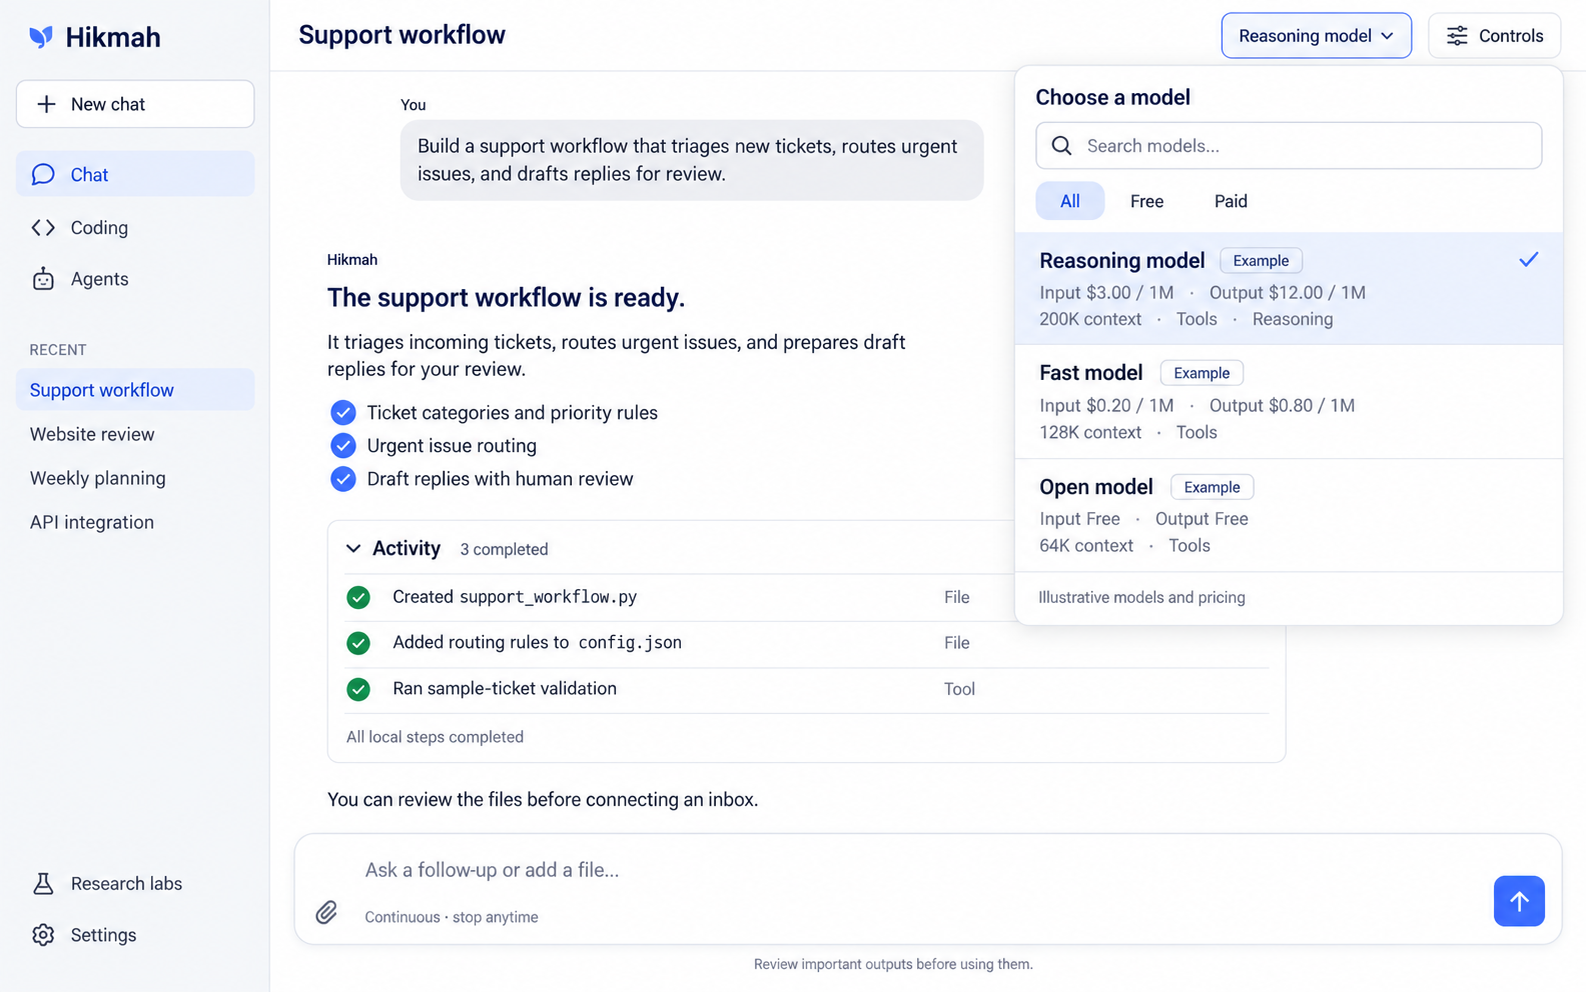 Hikmah
New chat
Chat
Coding
Agents
RECENT
Support workflow
Website review
Weekly planning
API integration
Research labs
Settings
Support workflow
Reasoning model
Controls
You
Build a support workflow that triages new tickets, routes urgent
issues, and drafts replies for review.
Hikmah
The support workflow is ready.
It triages incoming tickets, routes urgent issues, and prepares draft
replies for your review.
Ticket categories and priority rules
Urgent issue routing
Draft replies with human review
Activity 3 completed
Created support_workflow.py File
Added routing rules to config.json File
Ran sample-ticket validation Tool
All local steps completed
You can review the files before connecting an inbox.
Ask a follow-up or add a file...
Continuous · stop anytime
Review important outputs before using them.
Choose a model
Search models...
All Free Paid
Reasoning model Example
Input $3.00 / 1M · Output $12.00 / 1M
200K context · Tools · Reasoning
Fast model Example
Input $0.20 / 1M · Output $0.80 / 1M
128K context · Tools
Open model Example
Input Free · Output Free
64K context · Tools
Illustrative models and pricing